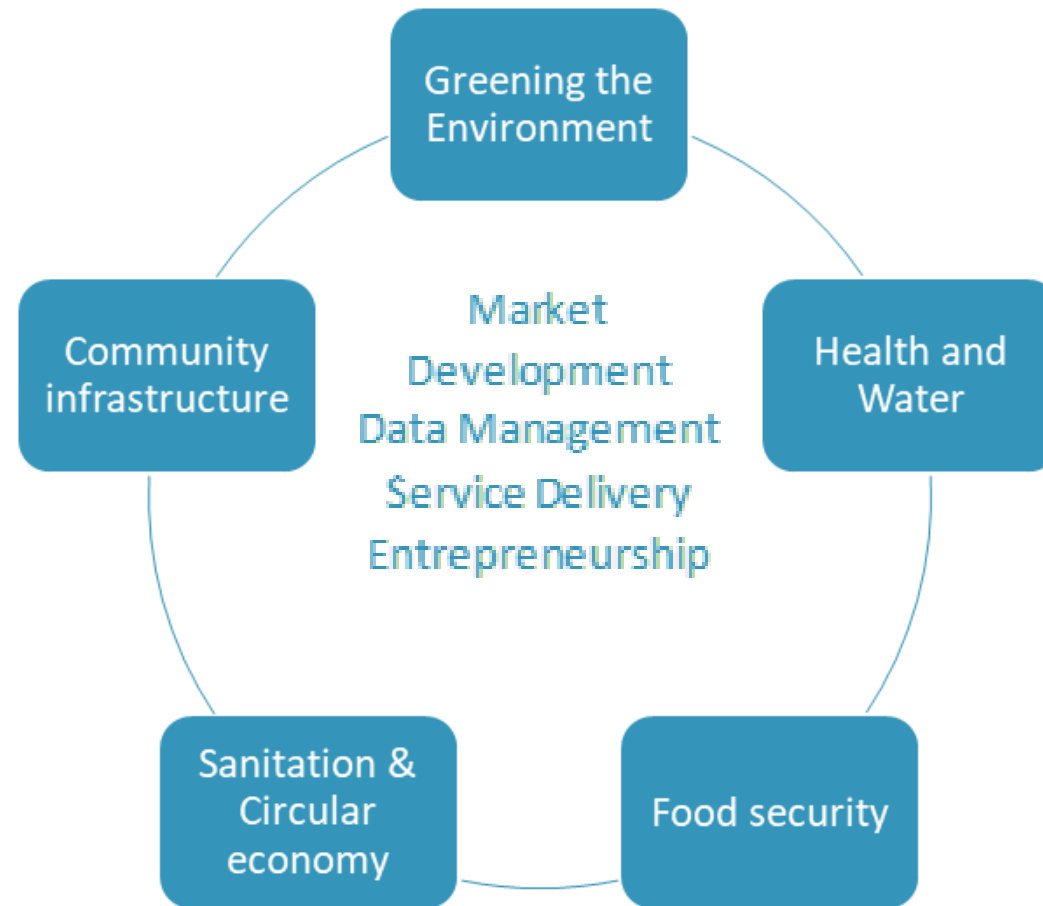 Greening the
Environment
Community
infrastructure
Market
Development
Data Management
Service Delivery
Entrepreneurship
Health and
Water
Sanitation &
Circular
economy
Food security